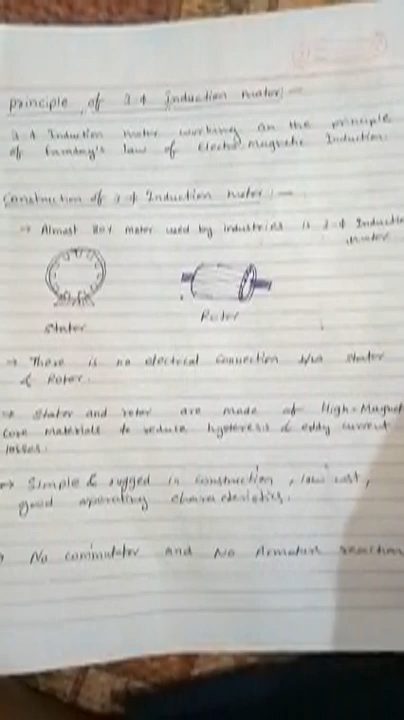 principle of 3 ϕ Induction motor :-
3 ϕ Induction motor working on the principle
of Faraday's law of Electro magnetic Induction.
Construction of 3 ϕ Induction motor :-
→ Almost 80% motor used by industries is 3 ϕ Induction
motor
Stator
Rotor
→ There is no electrical connection b/w stator
& Rotor.
→ Stator and rotor are made of High-Magnet
core materials to reduce hysteresis & eddy current
losses.
→ Simple & rugged in construction, low cost,
good operating characteristics.
No commutator and No Armature reaction